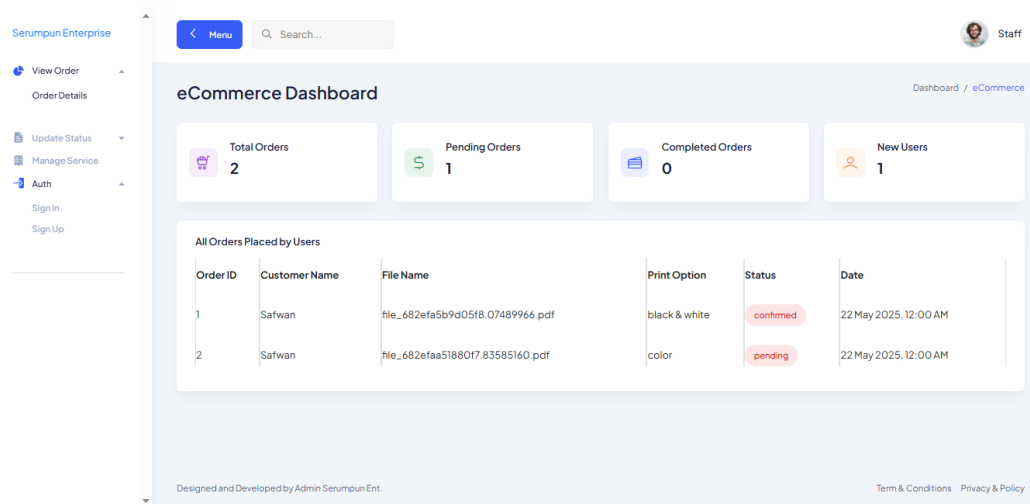 Serumpun Enterprise
View Order
Order Details
Update Status
Manage Service
Auth
Sign In
Sign Up
Menu
Search...
Staff
eCommerce Dashboard
Dashboard / eCommerce
Total Orders
2
Pending Orders
1
Completed Orders
0
New Users
1
All Orders Placed by Users
Order ID Customer Name File Name Print Option Status Date
1 Safwan file_682efa5b9d05f8.07489966.pdf black & white confirmed 22 May 2025, 12:00 AM
2 Safwan file_682efaa51880f7.83585160.pdf color pending 22 May 2025, 12:00 AM
Designed and Developed by Admin Serumpun Ent.
Term & Conditions Privacy & Policy